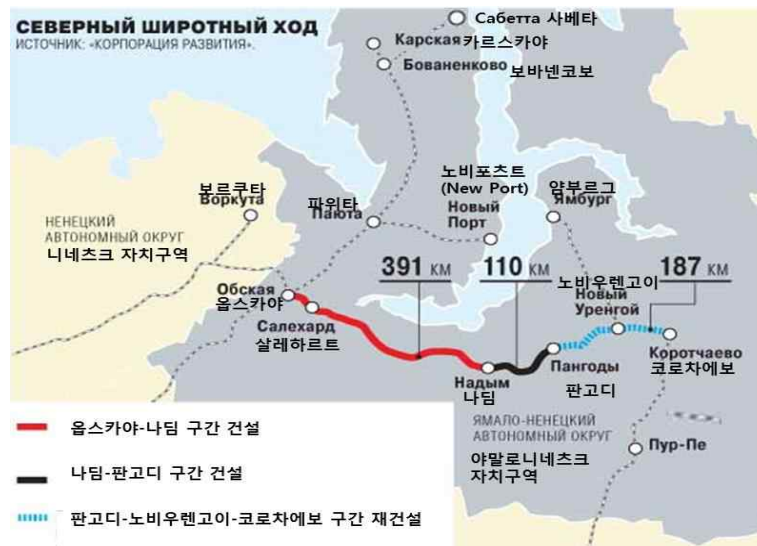 СЕВЕРНЫЙ ШИРОТНЫЙ ХОД
ИСТОЧНИК: «КОРПОРАЦИЯ РАЗВИТИЯ».
Сабетта 사베타
Карская 카르스카야
Бованенково
보바넨코보
보르쿠타
Воркута
파위타
Паюта
노비포츠트
(New Port)
Новый
Порт
얌부르그
Ямбург
НЕНЕЦКИЙ
АВТОНОМНЫЙ ОКРУГ
니네츠크 자치구역
391 КМ
110 КМ
187 КМ
노비우렌고이
Новый
Уренгой
Обская
옵스카야
Салехард
살레하르트
Надым
나딤
Пангоды
판고디
Коротчаево
코로차에보
ЯМАЛО-НЕНЕЦКИЙ
АВТОНОМНЫЙ ОКРУГ
야말로니네츠크
자치구역
Пур-Пе
옵스카야-나딤 구간 건설
나딤-판고디 구간 건설
판고디-노비우렌고이-코로차에보 구간 재건설